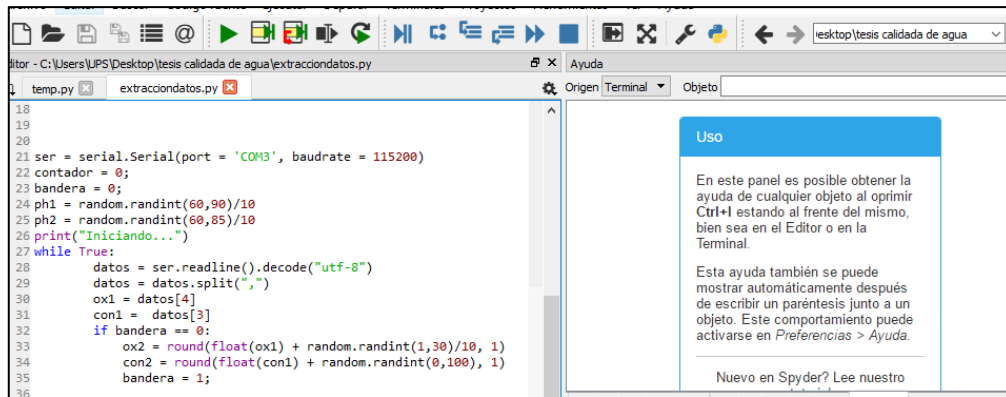 esktop\tesis calidada de agua
ditor - C:\Users\UPS\Desktop\tesis calidada de agua\extracciondatos.py
Ayuda
temp.py
extracciondatos.py
Origen Terminal
Objeto
18
19
20
21 ser = serial.Serial(port = 'COM3', baudrate = 115200)
22 contador = 0;
23 bandera = 0;
24 ph1 = random.randint(60,90)/10
25 ph2 = random.randint(60,85)/10
26 print("Iniciando...")
27 while True:
28 datos = ser.readline().decode("utf-8")
29 datos = datos.split(",")
30 ox1 = datos[4]
31 con1 =  datos[3]
32 if bandera == 0:
33 ox2 = round(float(ox1) + random.randint(1,30)/10, 1)
34 con2 = round(float(con1) + random.randint(0,100), 1)
35 bandera = 1;
36
Uso
En este panel es posible obtener la
ayuda de cualquier objeto al oprimir
Ctrl+I estando al frente del mismo,
bien sea en el Editor o en la
Terminal.
Esta ayuda también se puede
mostrar automáticamente después
de escribir un paréntesis junto a un
objeto. Este comportamiento puede
activarse en Preferencias > Ayuda.
Nuevo en Spyder? Lee nuestro